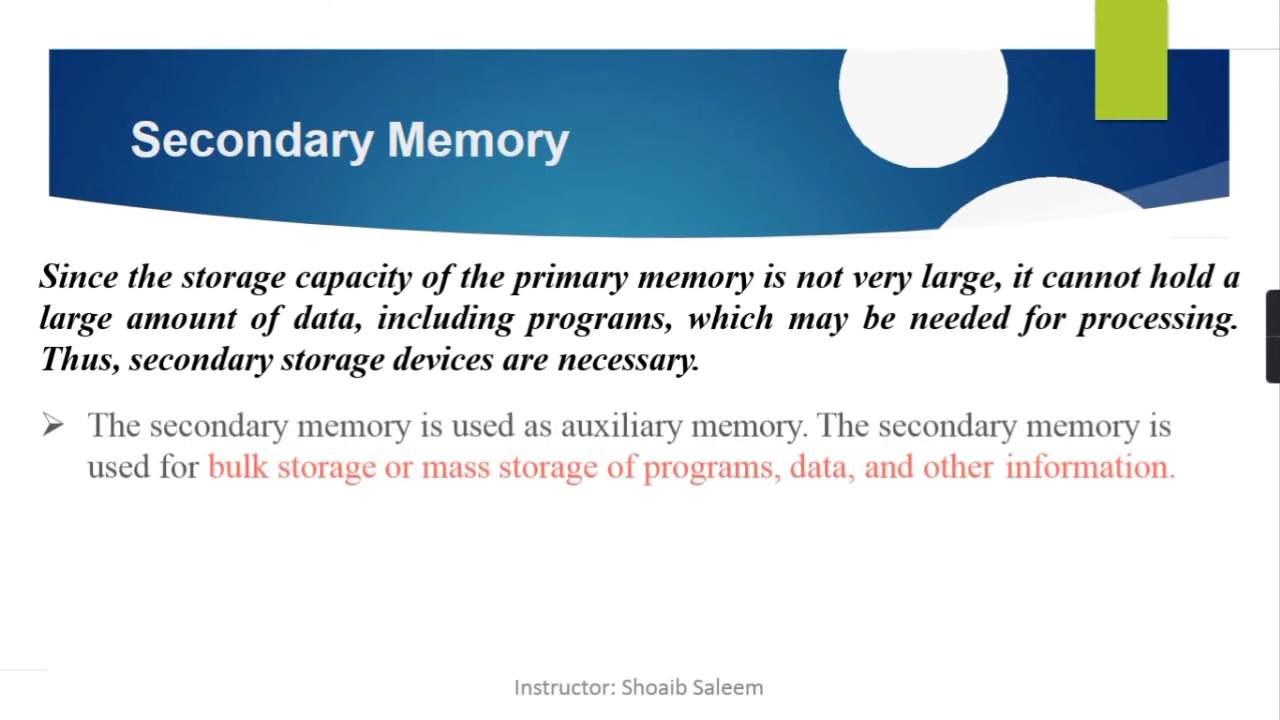 Secondary Memory
Since the storage capacity of the primary memory is not very large, it cannot hold a
large amount of data, including programs, which may be needed for processing.
Thus, secondary storage devices are necessary.
➢ The secondary memory is used as auxiliary memory. The secondary memory is
used for bulk storage or mass storage of programs, data, and other information.
Instructor: Shoaib Saleem